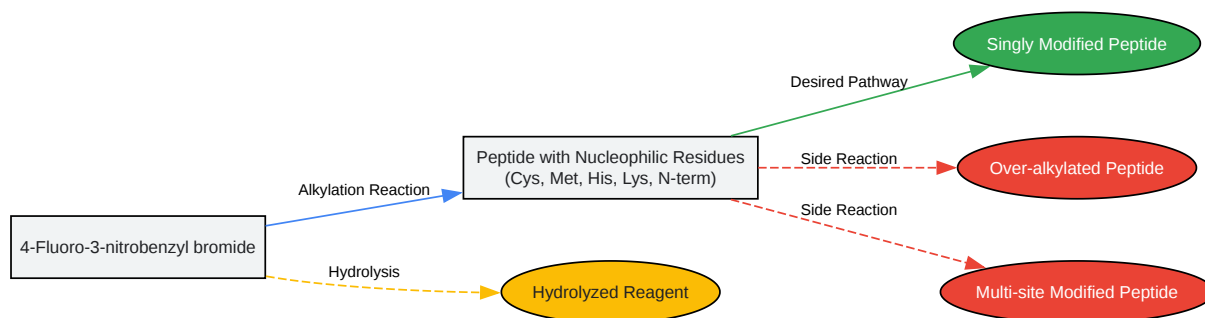 Singly Modified Peptide
Desired Pathway
Peptide with Nucleophilic Residues
(Cys, Met, His, Lys, N-term)
Side Reaction
Over-alkylated Peptide
Alkylation Reaction
Side Reaction
4-Fluoro-3-nitrobenzyl bromide
Hydrolysis
Hydrolyzed Reagent
Multi-site Modified Peptide